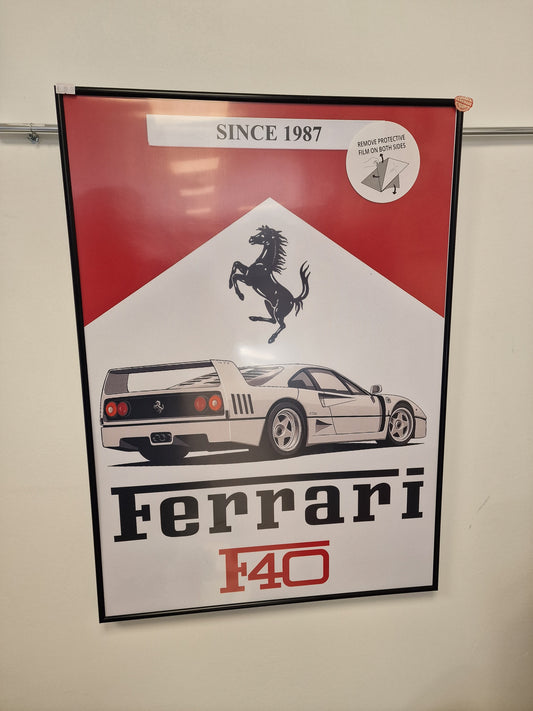 SINCE 1987
REMOVE PROTECTIVE
FILM ON BOTH SIDES
Ferrari
F40